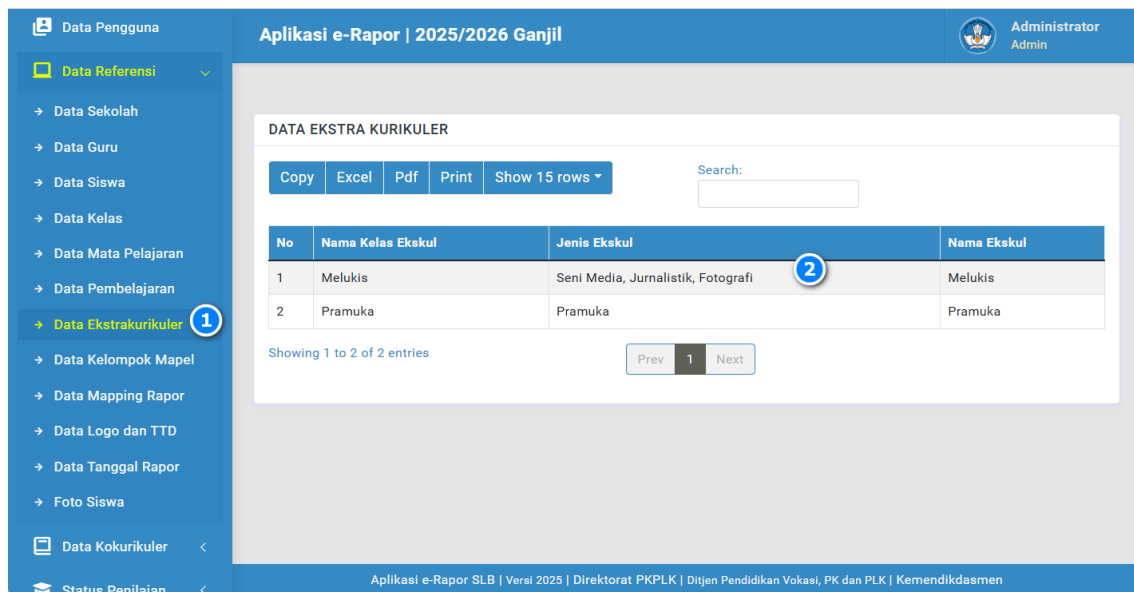 Data Pengguna
Data Referensi
Data Sekolah
Data Guru
Data Siswa
Data Kelas
Data Mata Pelajaran
Data Pembelajaran
Data Ekstrakurikuler 1
Data Kelompok Mapel
Data Mapping Rapor
Data Logo dan TTD
Data Tanggal Rapor
Foto Siswa
Data Kokurikuler
Status Penilaian
Aplikasi e-Rapor | 2025/2026 Ganjil
Administrator
Admin
DATA EKSTRA KURIKULER
Copy Excel Pdf Print Show 15 rows
Search:
No Nama Kelas Ekskul Jenis Ekskul Nama Ekskul
1 Melukis Seni Media, Jurnalistik, Fotografi 2 Melukis
2 Pramuka Pramuka Pramuka
Showing 1 to 2 of 2 entries
Prev 1 Next
Aplikasi e-Rapor SLB | Versi 2025 | Direktorat PKPLK | Ditjen Pendidikan Vokasi, PK dan PLK | Kemendikdasmen